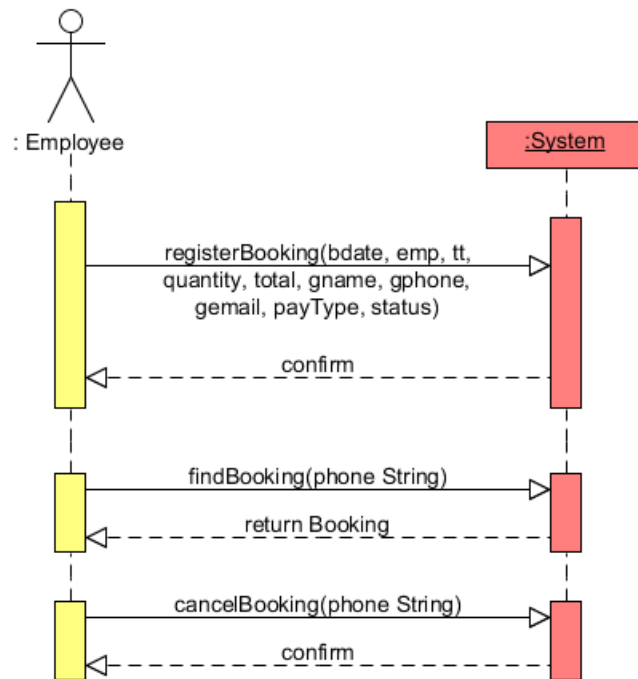 : Employee
:System
registerBooking(bdate, emp, tt,
quantity, total, gname, gphone,
gemail, payType, status)
confirm
findBooking(phone String)
return Booking
cancelBooking(phone String)
confirm